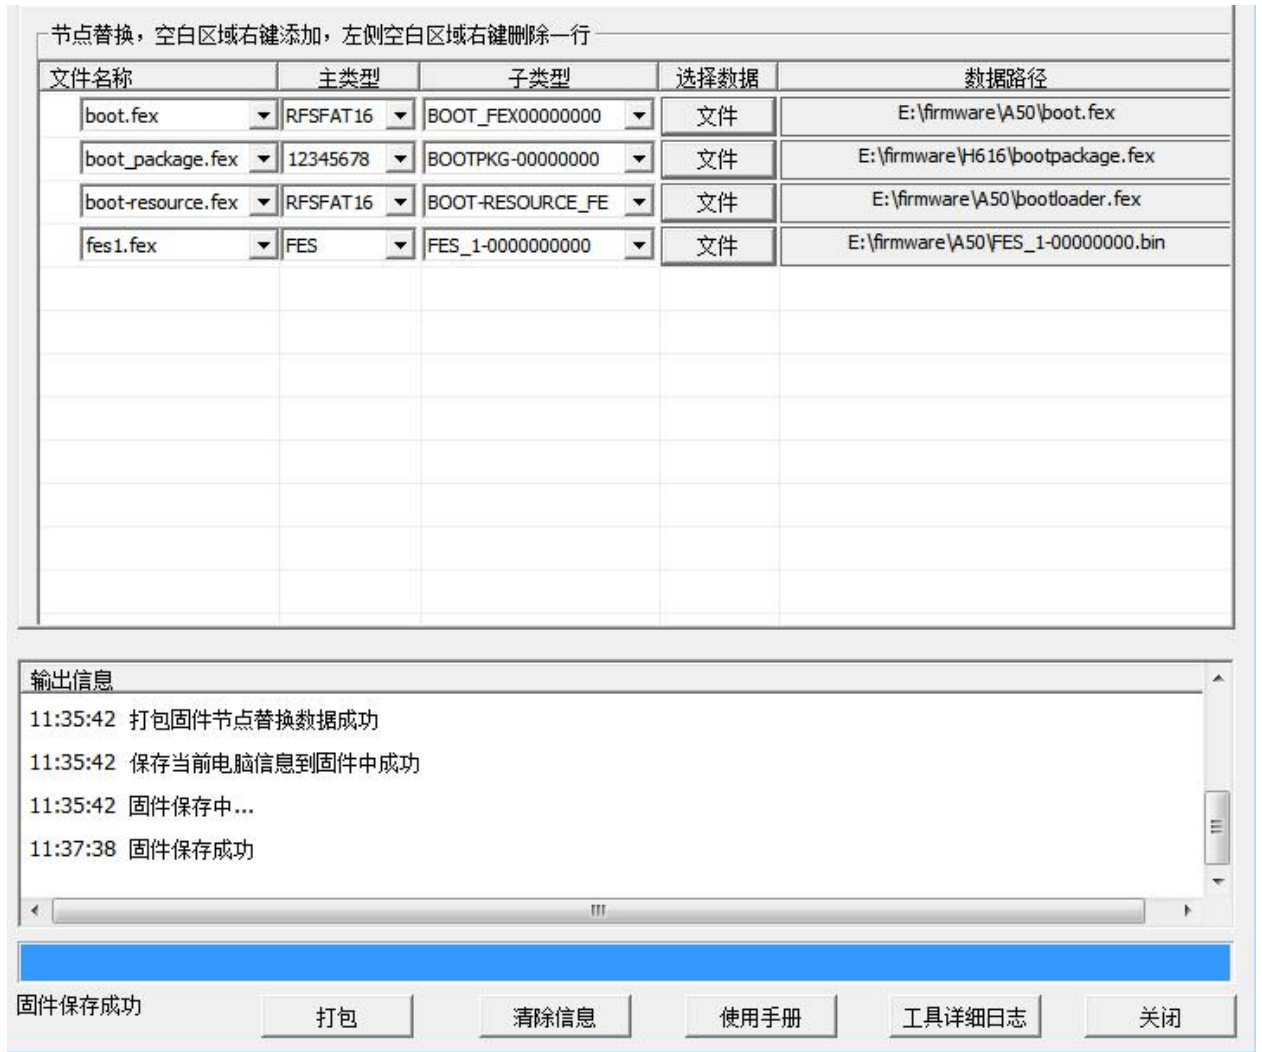 节点替换，空白区域右键添加，左侧空白区域右键删除一行
文件名称 主类型 子类型 选择数据 数据路径
boot.fex RFSFAT16 BOOT_FEX00000000 文件 E:\firmware\A50\boot.fex
boot_package.fex 12345678 BOOTPKG-00000000 文件 E:\firmware\H616\bootpackage.fex
boot-resource.fex RFSFAT16 BOOT-RESOURCE_FE 文件 E:\firmware\A50\bootloader.fex
fes1.fex FES FES_1-0000000000 文件 E:\firmware\A50\FES_1-00000000.bin
输出信息
11:35:42 打包固件节点替换数据成功
11:35:42 保存当前电脑信息到固件中成功
11:35:42 固件保存中...
11:37:38 固件保存成功
固件保存成功 打包 清除信息 使用手册 工具详细日志 关闭